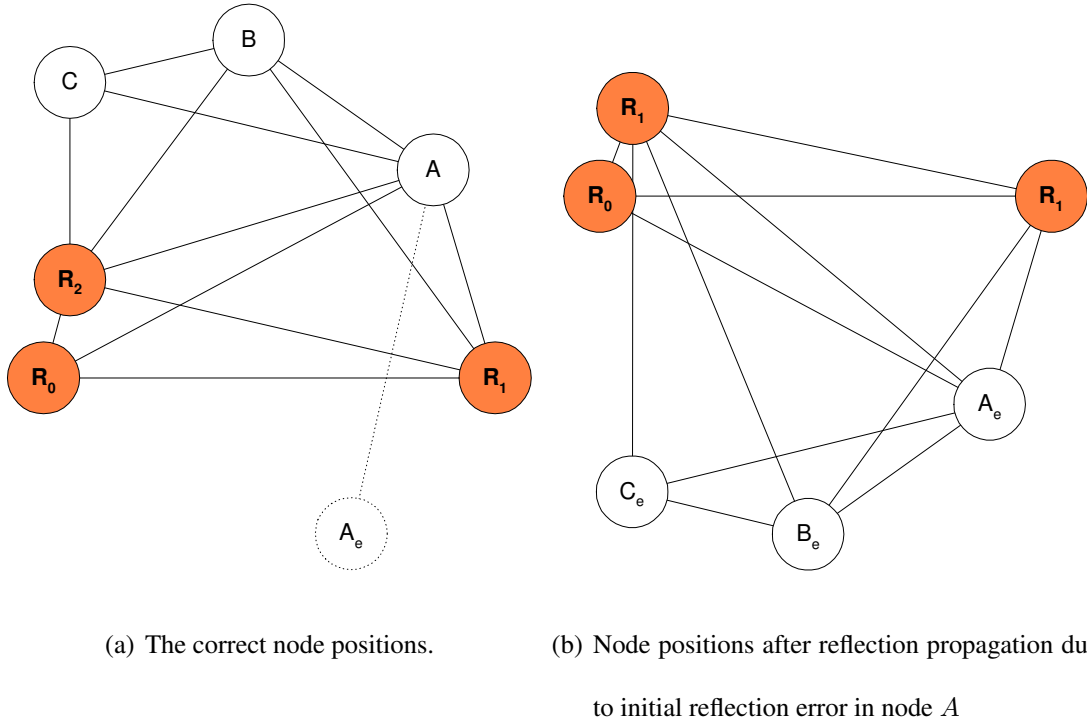 B
C
R₁
A
R₀
R₁
R₂
R₀
R₁
Aₑ
Cₑ
Aₑ
Bₑ
(a) The correct node positions.
(b) Node positions after reflection propagation du
to initial reflection error in node A